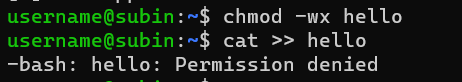 username@subin:~$ chmod -wx hello
username@subin:~$ cat >> hello
-bash: hello: Permission denied